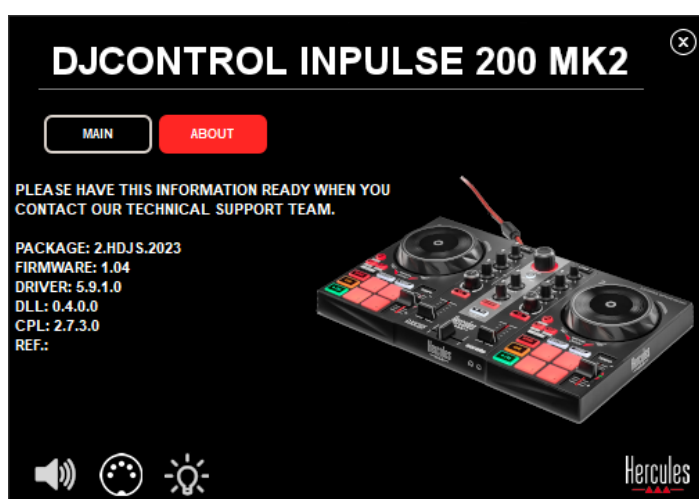 DJCONTROL INPULSE 200 MK2
MAIN
ABOUT
PLEASE HAVE THIS INFORMATION READY WHEN YOU
CONTACT OUR TECHNICAL SUPPORT TEAM.
PACKAGE: 2.HDJS.2023
FIRMWARE: 1.04
DRIVER: 5.9.1.0
DLL: 0.4.0.0
CPL: 2.7.3.0
REF.:
Hercules
Hercules